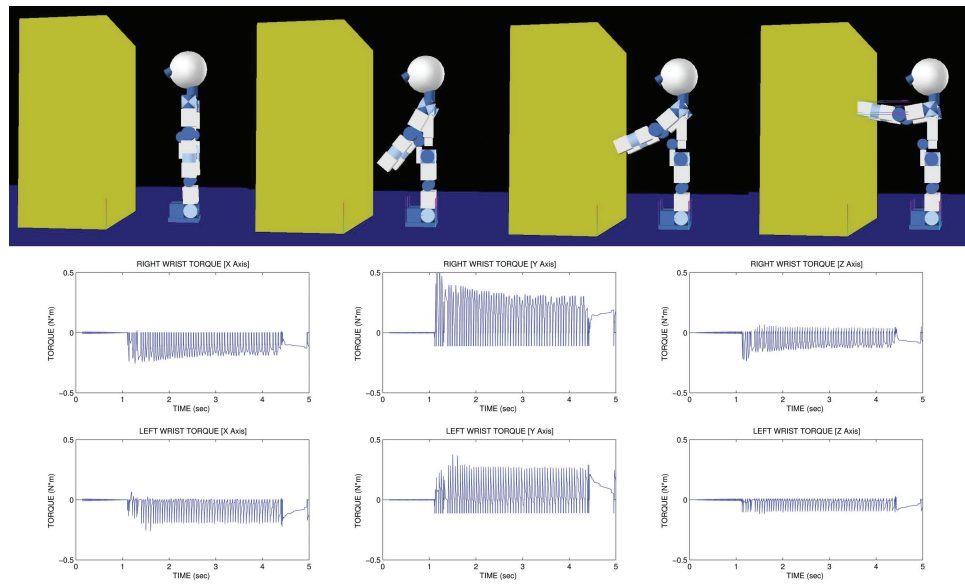 RIGHT WRIST TORQUE [X Axis]
0.5
0
−0.5
TORQUE (N*m)
0 1 2 3 4 5
TIME (sec)
RIGHT WRIST TORQUE [Y Axis]
0.5
0
−0.5
TORQUE (N*m)
0 1 2 3 4 5
TIME (sec)
RIGHT WRIST TORQUE [Z Axis]
0.5
0
−0.5
TORQUE (N*m)
0 1 2 3 4 5
TIME (sec)
LEFT WRIST TORQUE [X Axis]
0.5
0
−0.5
TORQUE (N*m)
0 1 2 3 4 5
TIME (sec)
LEFT WRIST TORQUE [Y Axis]
0.5
0
−0.5
TORQUE (N*m)
0 1 2 3 4 5
TIME (sec)
LEFT WRIST TORQUE [Z Axis]
0.5
0
−0.5
TORQUE (N*m)
0 1 2 3 4 5
TIME (sec)